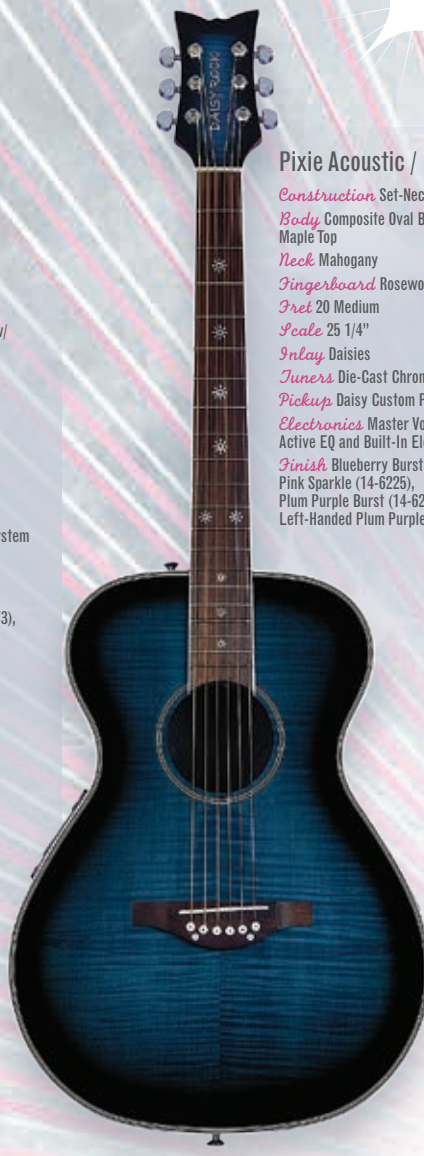 DAISY ROCK
Pixie Acoustic /
Construction Set-Nec
Body Composite Oval B
Maple Top
Neck Mahogany
Fingerboard Rosewo
Fret 20 Medium
Scale 25 1/4"
Inlay Daisies
Tuners Die-Cast Chrom
Pickup Daisy Custom P
Electronics Master Vo
Active EQ and Built-In Ele
Finish Blueberry Burst
Pink Sparkle (14-6225),
Plum Purple Burst (14-62
Left-Handed Plum Purple
/
stem
3),